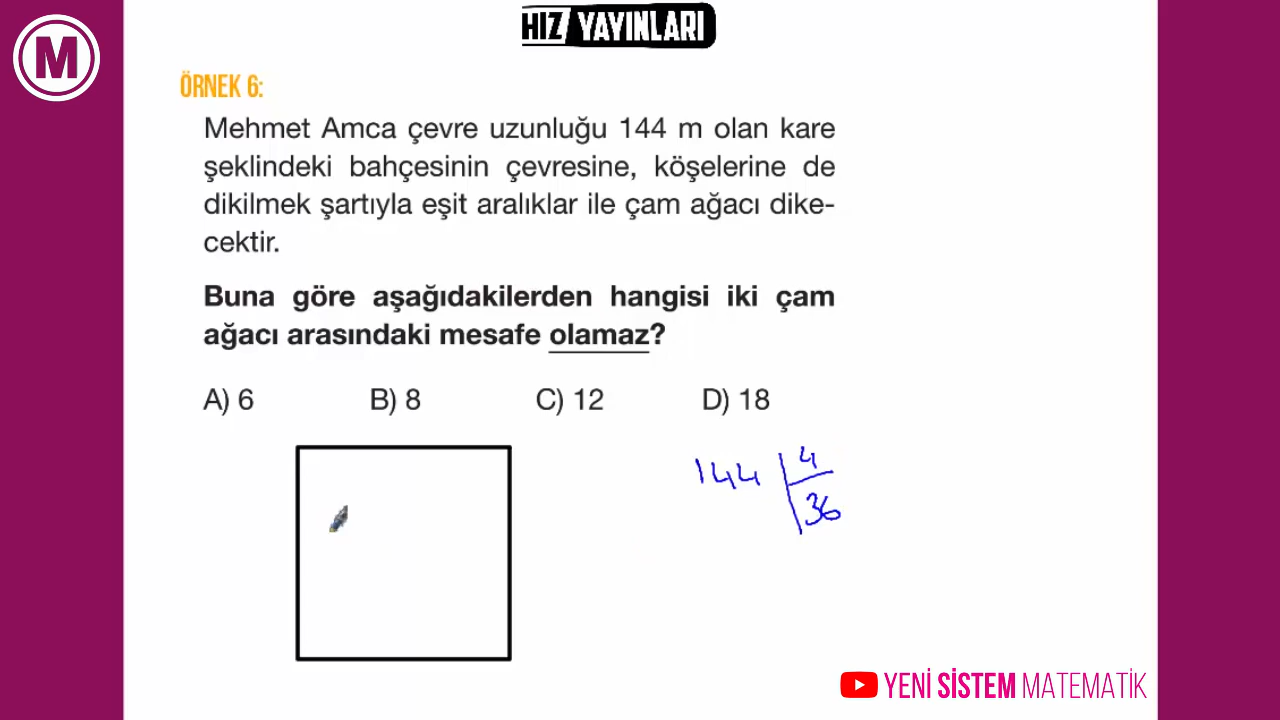 HIZ YAYINLARI
M
ÖRNEK 6:
Mehmet Amca çevre uzunluğu 144 m olan kare
şeklindeki bahçesinin çevresine, köşelerine de
dikilmek şartıyla eşit aralıklar ile çam ağacı dike-
cektir.
Buna göre aşağıdakilerden hangisi iki çam
ağacı arasındaki mesafe olamaz?
A) 6 B) 8 C) 12 D) 18
144 4
36
YENİ SİSTEM MATEMATİK